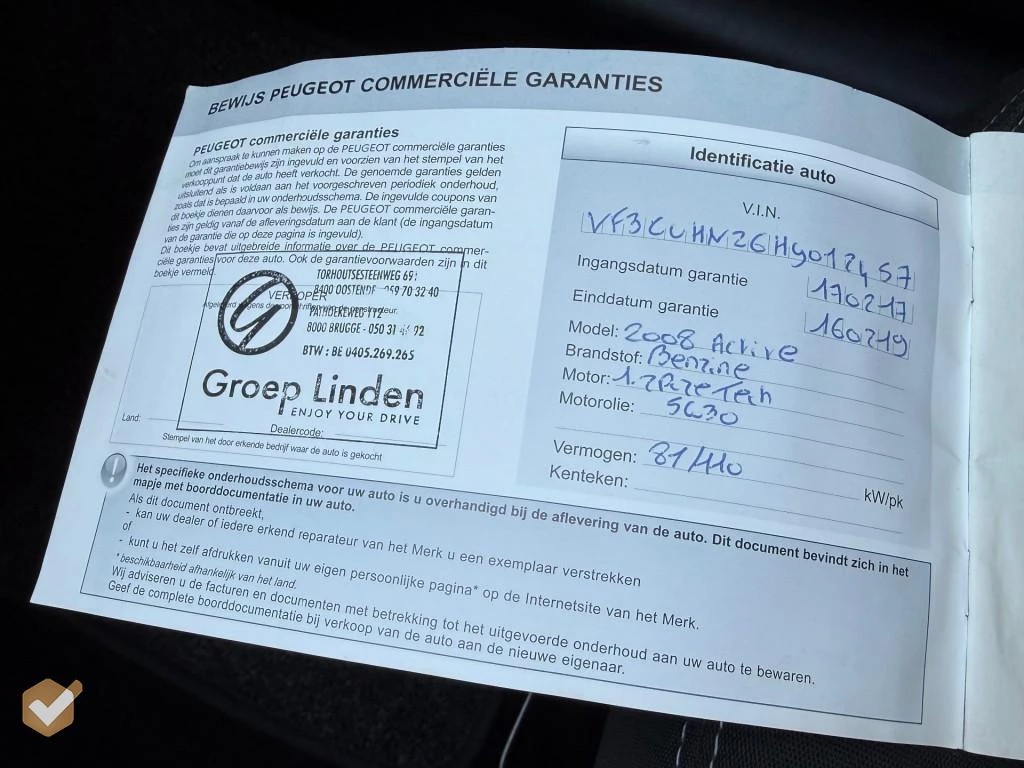 BEWIJS PEUGEOT COMMERCIËLE GARANTIES
PEUGEOT commerciële garanties
Om aanspraak te kunnen maken op de PEUGEOT commerciële garanties
moet dit garantiebewijs zijn ingevuld en voorzien van het stempel van het
verkooppunt dat de auto heeft verkocht. De genoemde garanties gelden
uitsluitend als is voldaan aan het voorgeschreven periodiek onderhoud,
zoals dat is bepaald in uw onderhoudsschema. De ingevulde coupons van
dit boekje dienen daarvoor als bewijs. De PEUGEOT commerciële garan-
ties zijn geldig vanaf de afleveringsdatum aan de klant (de ingangsdatum
van de garantie die op deze pagina is ingevuld).
Dit boekje bevat uitgebreide informatie over de PEUGEOT commer-
ciële garanties voor deze auto. Ook de garantievoorwaarden zijn in dit
boekje vermeld.
TORHOUTSESTEENWEG
8400 OOSTENDE 059 70 32 40
VERKOPER
8000 BRUGGE - 050 31 92
BTW : BE 0405.269.265
Groep Linden
ENJOY YOUR DRIVE
Land:
Dealercode:
Stempel van het door erkende bedrijf waar de auto is gekocht
Identificatie auto
V.I.N.
VF3CUHNZ6HY012457
Ingangsdatum garantie 170217
Einddatum garantie 160219
Model: 2008 Active
Brandstof: Benzine
Motor: 1.2 PureTech
Motorolie: 5W30
Vermogen: 81/110 kW/pk
Kenteken:
Het specifieke onderhoudsschema voor uw auto is u overhandigd bij de aflevering van de auto. Dit document bevindt zich in het
mapje met boorddocumentatie in uw auto.
Als dit document ontbreekt,
- kan uw dealer of iedere erkend reparateur van het Merk u een exemplaar verstrekken
of
- kunt u het zelf afdrukken vanuit uw eigen persoonlijke pagina* op de Internetsite van het Merk.
*beschikbaarheid afhankelijk van het land.
Wij adviseren u de facturen en documenten met betrekking tot het uitgevoerde onderhoud aan uw auto te bewaren.
Geef de complete boorddocumentatie bij verkoop van de auto aan de nieuwe eigenaar.